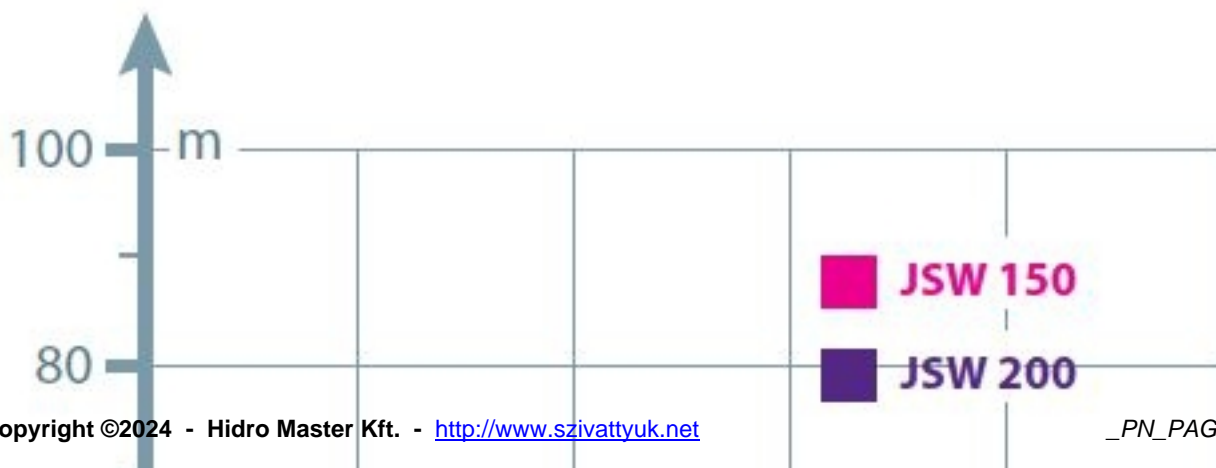 100 m
JSW 150
80
JSW 200
opyright ©2024 - Hidro Master Kft. - http://www.szivattyuk.net
_PN_PAG